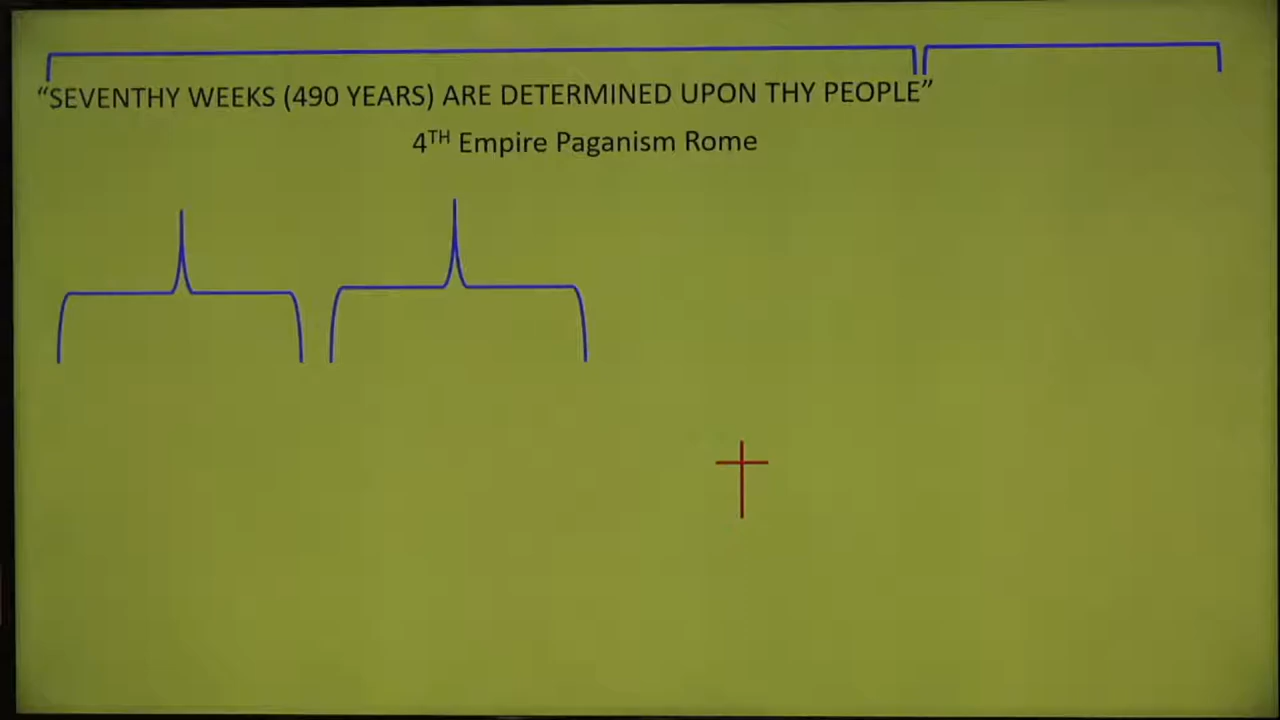 “SEVENTHY WEEKS (490 YEARS) ARE DETERMINED UPON THY PEOPLE”
4TH Empire Paganism Rome